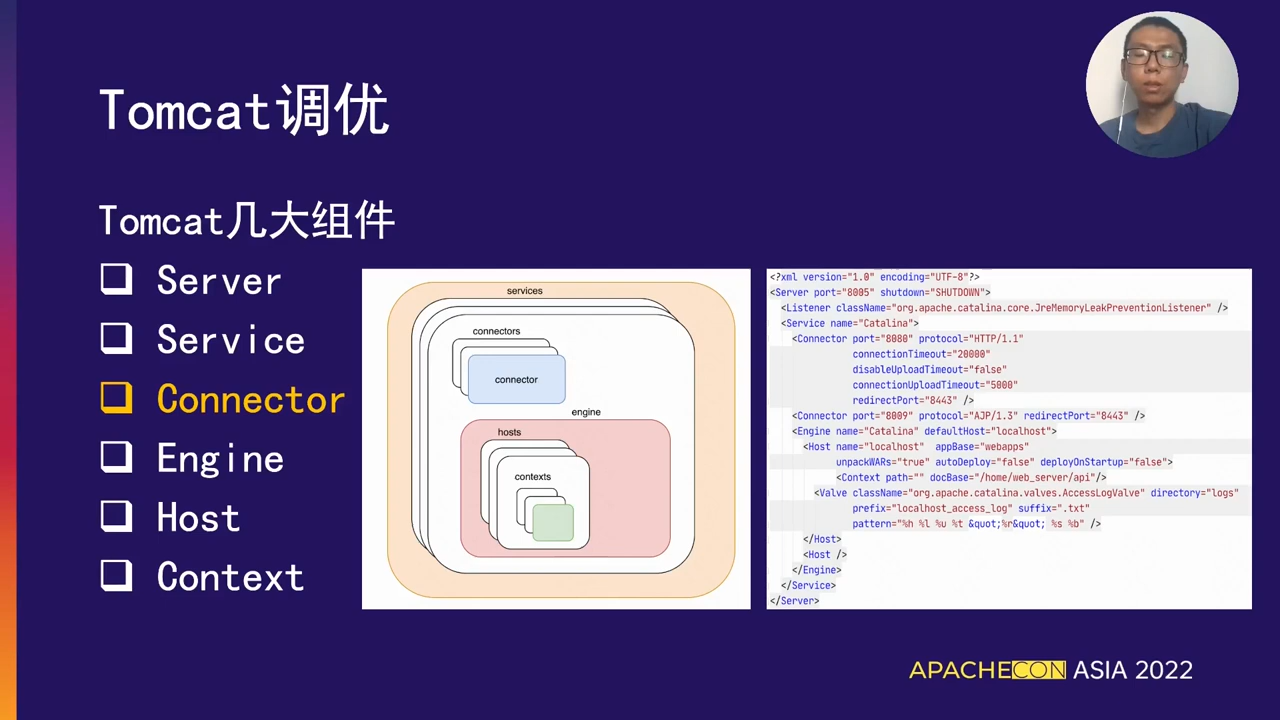 Tomcat调优
Tomcat几大组件
Server
Service
Connector
Engine
Host
Context
services
connectors
connector
engine
hosts
contexts
<?xml version="1.0" encoding="UTF-8"?>
<Server port="8005" shutdown="SHUTDOWN">
<Listener className="org.apache.catalina.core.JreMemoryLeakPreventionListener" />
<Service name="Catalina">
<Connector port="8080" protocol="HTTP/1.1"
connectionTimeout="20000"
disableUploadTimeout="false"
connectionUploadTimeout="5000"
redirectPort="8443" />
<Connector port="8009" protocol="AJP/1.3" redirectPort="8443" />
<Engine name="Catalina" defaultHost="localhost">
<Host name="localhost" appBase="webapps"
unpackWARs="true" autoDeploy="false" deployOnStartup="false">
<Context path="" docBase="/home/web_server/api"/>
<Valve className="org.apache.catalina.valves.AccessLogValve" directory="logs"
prefix="localhost_access_log" suffix=".txt"
pattern="%h %l %u %t &quot;%r&quot; %s %b" />
</Host>
<Host />
</Engine>
</Service>
</Server>
APACHECON ASIA 2022